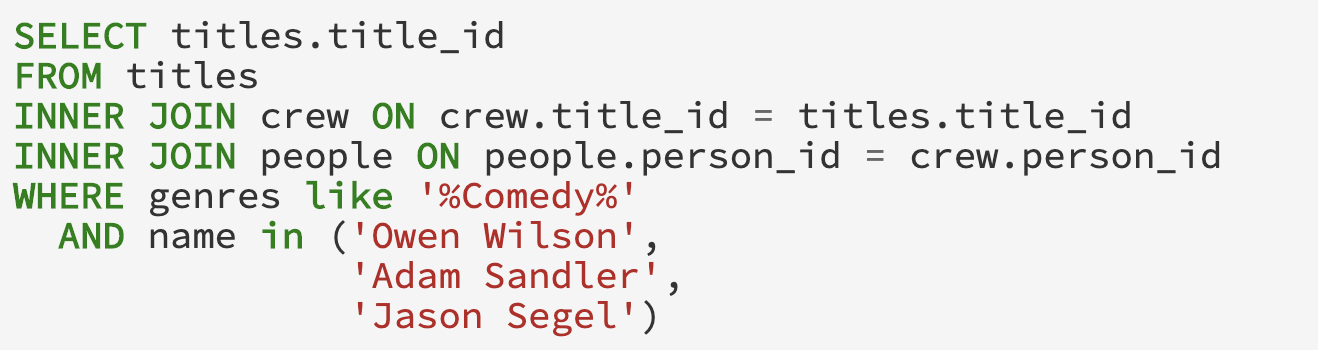 SELECT titles.title_id
FROM titles
INNER JOIN crew ON crew.title_id = titles.title_id
INNER JOIN people ON people.person_id = crew.person_id
WHERE genres like '%Comedy%'
  AND name in ('Owen Wilson',
               'Adam Sandler',
               'Jason Segel')